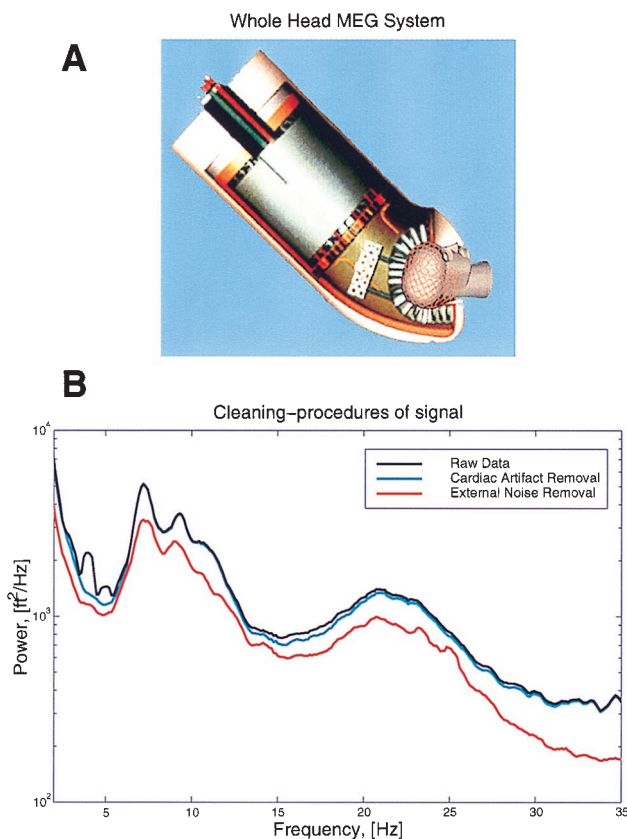 Whole Head MEG System
A
B
Cleaning-procedures of signal
10^4
10^3
10^2
Power, [ft^2/Hz]
Raw Data
Cardiac Artifact Removal
External Noise Removal
5 10 15 20 25 30 35
Frequency, [Hz]